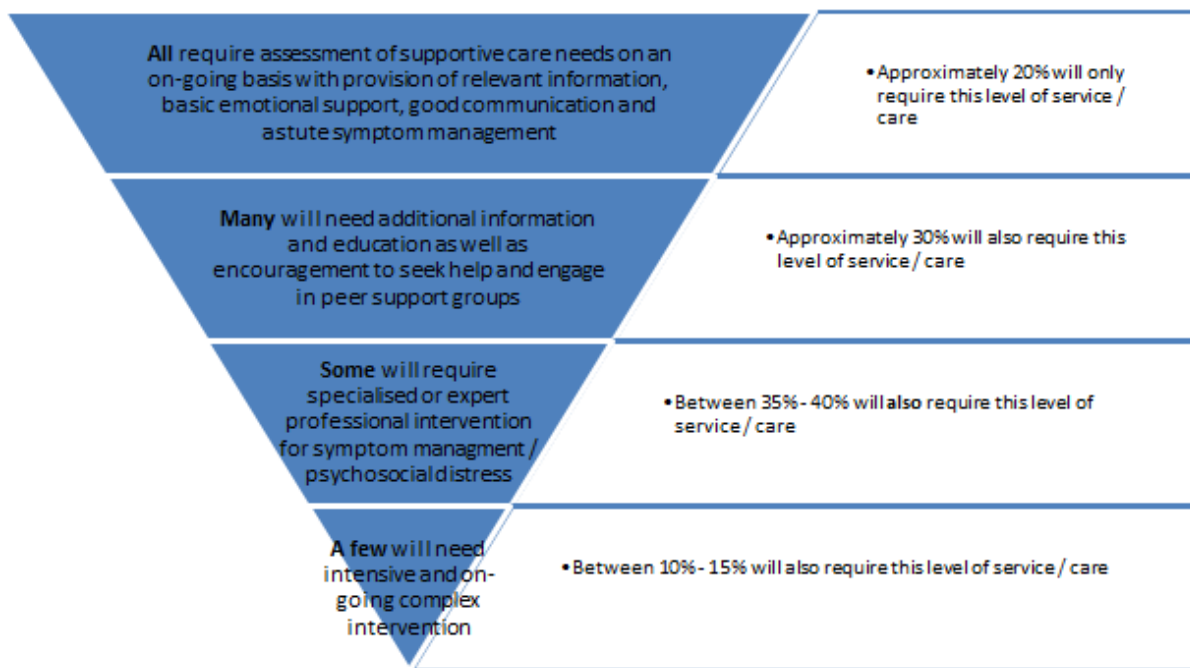 All require assessment of supportive care needs on an
on-going basis with provision of relevant information,
basic emotional support, good communication and
astute symptom management
•Approximately 20% will only
require this level of service /
care
Many will need additional information
and education as well as
encouragement to seek help and engage
in peer support groups
•Approximately 30% will also require this
level of service / care
Some will require
specialised or expert
professional intervention
for symptom managment /
psychosocial distress
•Between 35% - 40% will also require this level of
service / care
A few will need
intensive and on-
going complex
intervention
•Between 10% - 15% will also require this level of service / care